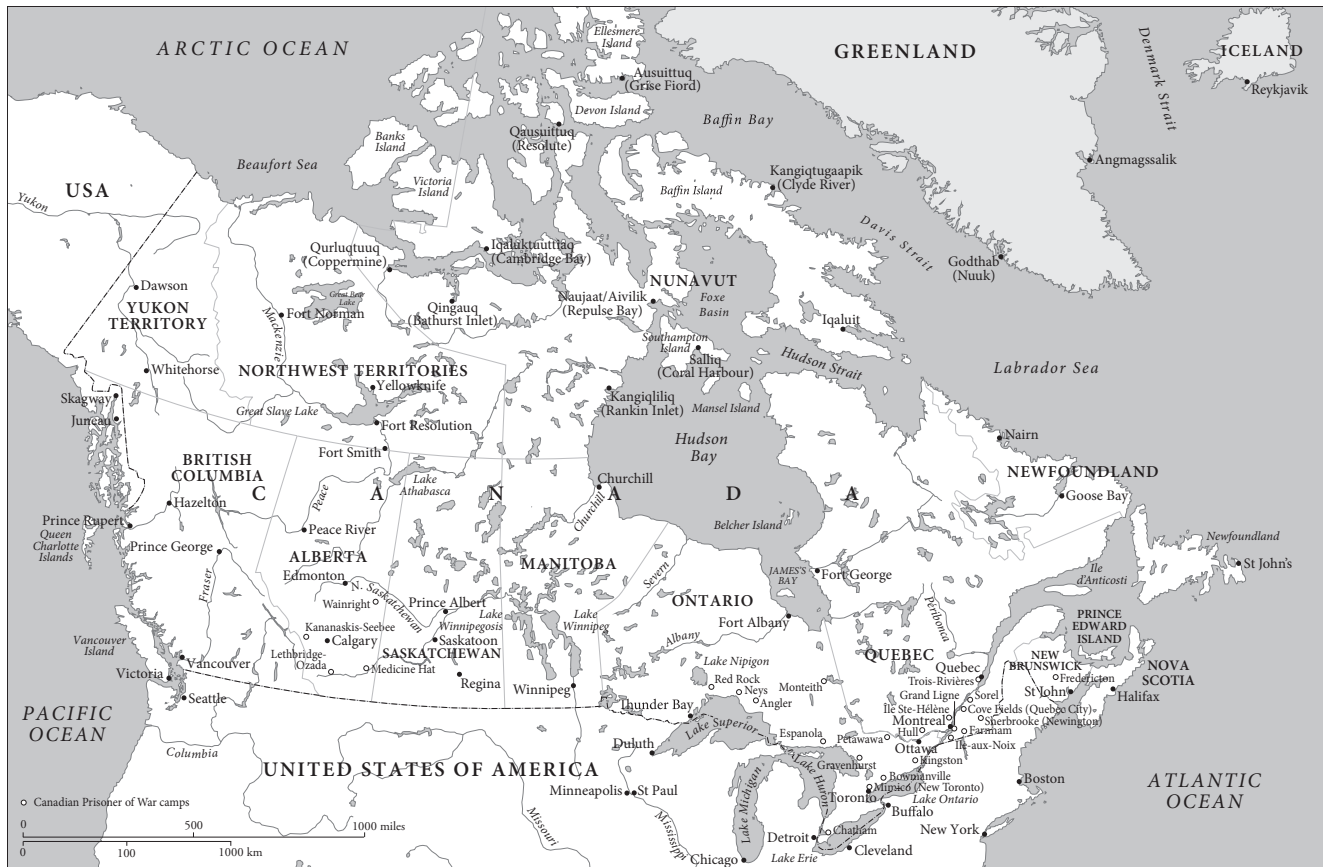 ARCTIC OCEAN
Ellesmere
Island
GREENLAND
Denmark Strait
ICELAND
Reykjavik
Ausuittuq
(Grise Fiord)
Devon Island
Baffin Bay
Qausuittuq
(Resolute)
Banks
Island
Beaufort Sea
Victoria
Island
Baffin Island
Kangiqtugaapik
(Clyde River)
Angmagssalik
USA
Yukon
Davis Strait
Godthab
(Nuuk)
Qurluqtuuq
(Coppermine)
Iqaluktuuttiaq
(Cambridge Bay)
NUNAVUT
Foxe
Basin
Dawson
YUKON
TERRITORY
Great Bear
Lake
Fort Norman
Mackenzie
Qingauq
(Bathurst Inlet)
Naujaat/Aivilik
(Repulse Bay)
Iqaluit
Southampton
Island
Salliq
(Coral Harbour)
Hudson Strait
Labrador Sea
Whitehorse
NORTHWEST TERRITORIES
Yellowknife
Skagway
Juneau
Great Slave Lake
Fort Resolution
Kangiqliliq
(Rankin Inlet)
Mansel Island
Fort Smith
Hudson
Bay
Nairn
BRITISH
COLUMBIA
NEWFOUNDLAND
Goose Bay
Lake
Athabasca
Churchill
Churchill
C A N A D A
Peace
Hazelton
Prince Rupert
Queen
Charlotte
Islands
Peace River
Belcher Island
Prince George
ALBERTA
MANITOBA
Newfoundland
St John's
Edmonton
N. Saskatchewan
Severn
JAMES'S
BAY
Fort George
Ile
d'Anticosti
Fraser
Wainright
Prince Albert
Lake
Winnipegosis
Lake
Winnipeg
ONTARIO
Fort Albany
Péribonca
PRINCE
EDWARD
ISLAND
Kananaskis-Seebee
Calgary
Saskatoon
Albany
Vancouver
Island
Lethbridge-
Ozada
SASKATCHEWAN
Medicine Hat
QUEBEC
Quebec
NEW
BRUNSWICK
NOVA
SCOTIA
Vancouver
Victoria
Seattle
Regina
Winnipeg
Lake Nipigon
Red Rock
Neys
Angler
Monteith
Trois-Rivières
Fredericton
Grand Ligne
Sorel
St John
Halifax
PACIFIC
OCEAN
Thunder Bay
Ile Ste-Hélène
Cove Fields (Quebec City)
Montreal
Sherbrooke (Newington)
Hull
Farnham
Lake Superior
Espanola
Petawawa
Ottawa
Ile-aux-Noix
Columbia
Duluth
Gravenhurst
Kingston
UNITED STATES OF AMERICA
Lake Huron
Bowmanville
Mimico (New Toronto)
Boston
ATLANTIC
OCEAN
Minneapolis
St Paul
Lake Michigan
Toronto
Lake Ontario
Buffalo
Canadian Prisoner of War camps
Missouri
Mississippi
Detroit
Chatham
New York
0 500 1000 miles
0 100 1000 km
Chicago
Lake Erie
Cleveland